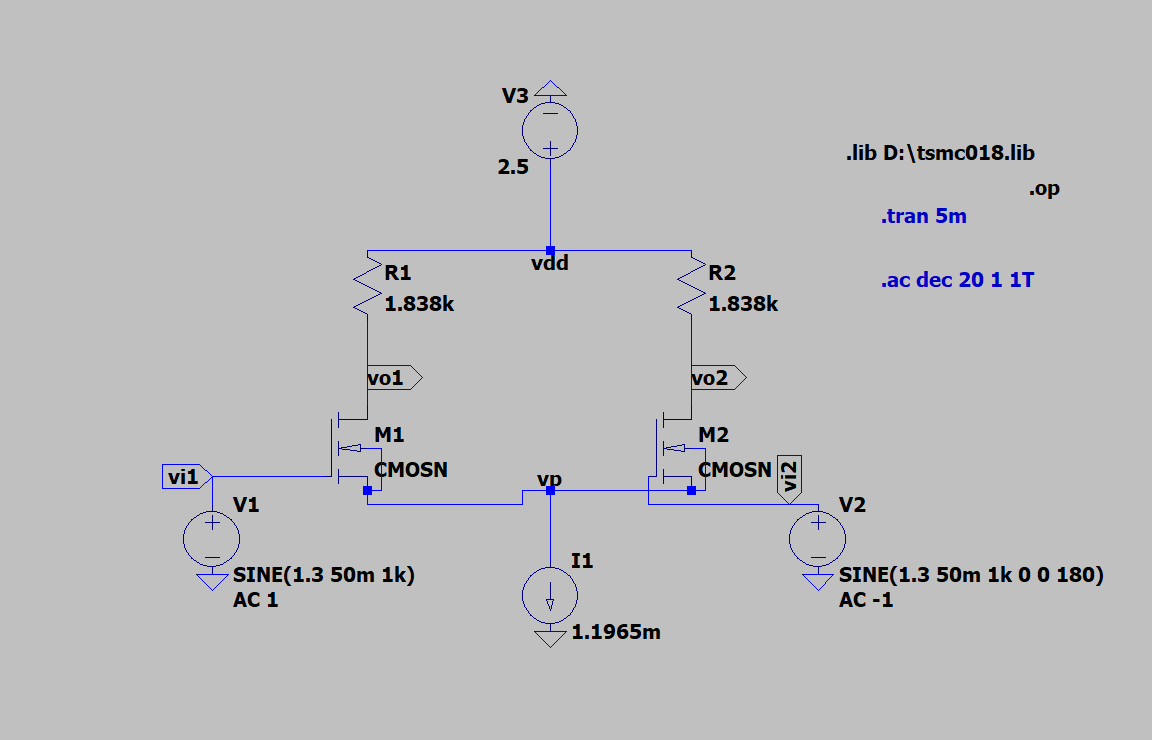 V3
2.5
.lib D:\tsmc018.lib
.op
.tran 5m
vdd
R1
1.838k
R2
1.838k
.ac dec 20 1 1T
vo1
vo2
M1
CMOSN
M2
CMOSN
vi1
vp
vi2
V1
SINE(1.3 50m 1k)
AC 1
V2
SINE(1.3 50m 1k 0 0 180)
AC -1
I1
1.1965m